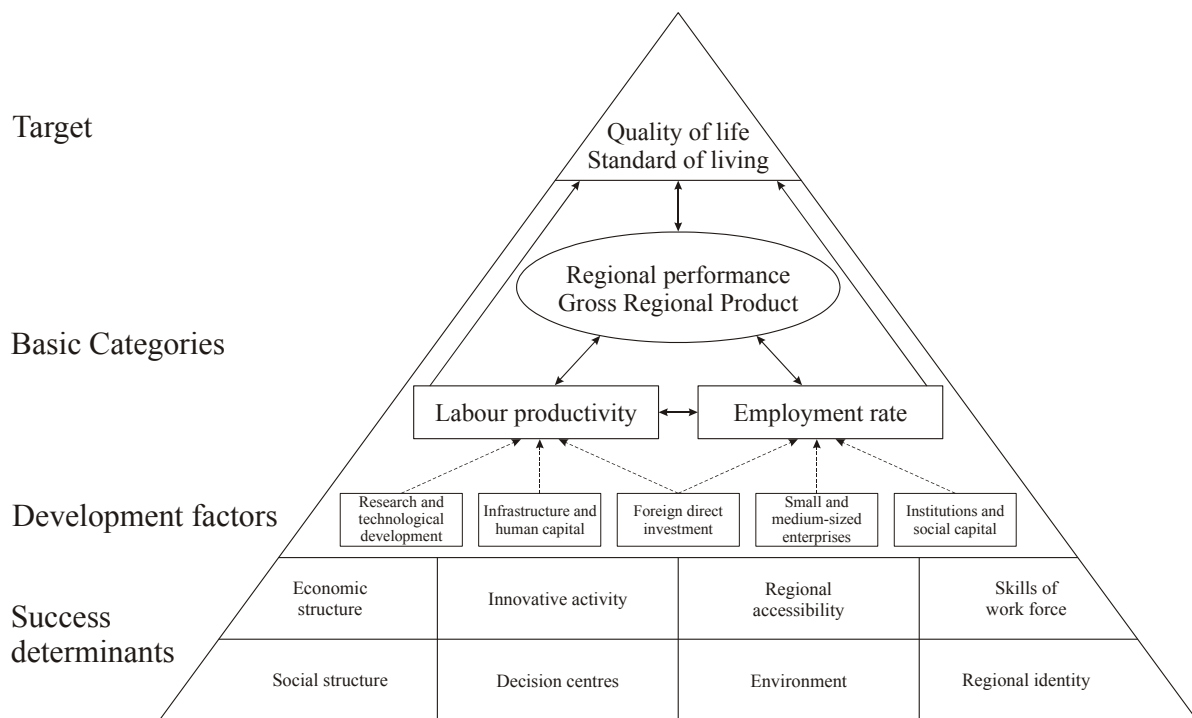 Target
Quality of life
Standard of living
Regional performance
Gross Regional Product
Basic Categories
Labour productivity
Employment rate
Development factors
Research and
technological
development
Infrastructure and
human capital
Foreign direct
investment
Small and
medium-sized
enterprises
Institutions and
social capital
Success
determinants
Economic
structure
Innovative activity
Regional
accessibility
Skills of
work force
Social structure
Decision centres
Environment
Regional identity